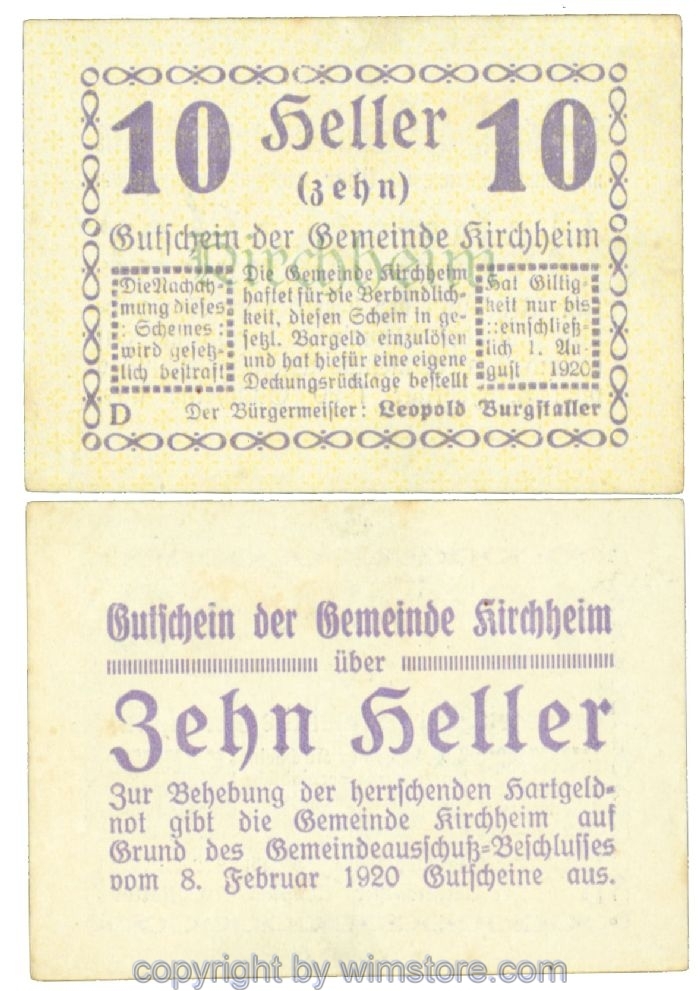 10 Heller 10
(zehn)
Gutschein der Gemeinde Kirchheim
Kirchheim
Die Nachah-
mung dieses
: Scheines :
wird gesetz-
lich bestraft
Die Gemeinde Kirchheim
haftet für die Verbindlich-
keit, diesen Schein in ge-
setzl. Bargeld einzulösen
und hat hiefür eine eigene
Deckungsrücklage bestellt
Hat Giltig-
keit nur bis
::einschließ-
lich 1. Au-
gust 1920
D Der Bürgermeister: Leopold Burgstaller
Gutschein der Gemeinde Kirchheim
über
Zehn Heller
Zur Behebung der herrschenden Hartgeld-
not gibt die Gemeinde Kirchheim auf
Grund des Gemeindeausschuß-Beschlusses
vom 8. Februar 1920 Gutscheine aus.
copyright by wimstore.com